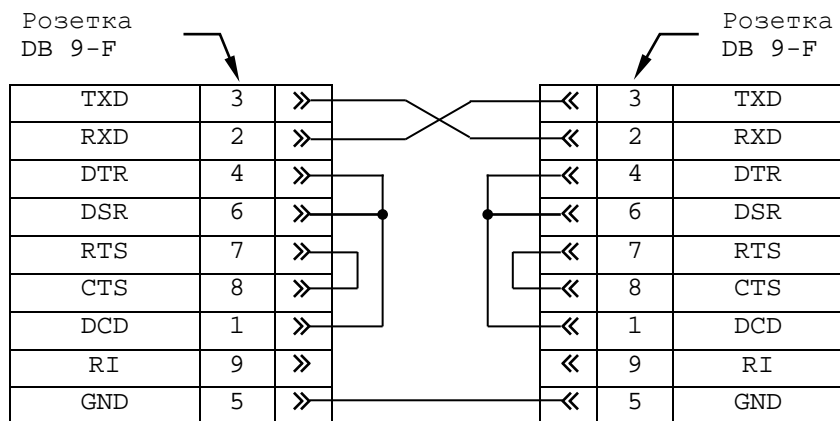 Розетка Розетка
DB 9-F DB 9-F
TXD 3 3 TXD
RXD 2 2 RXD
DTR 4 4 DTR
DSR 6 6 DSR
RTS 7 7 RTS
CTS 8 8 CTS
DCD 1 1 DCD
RI 9 9 RI
GND 5 5 GND